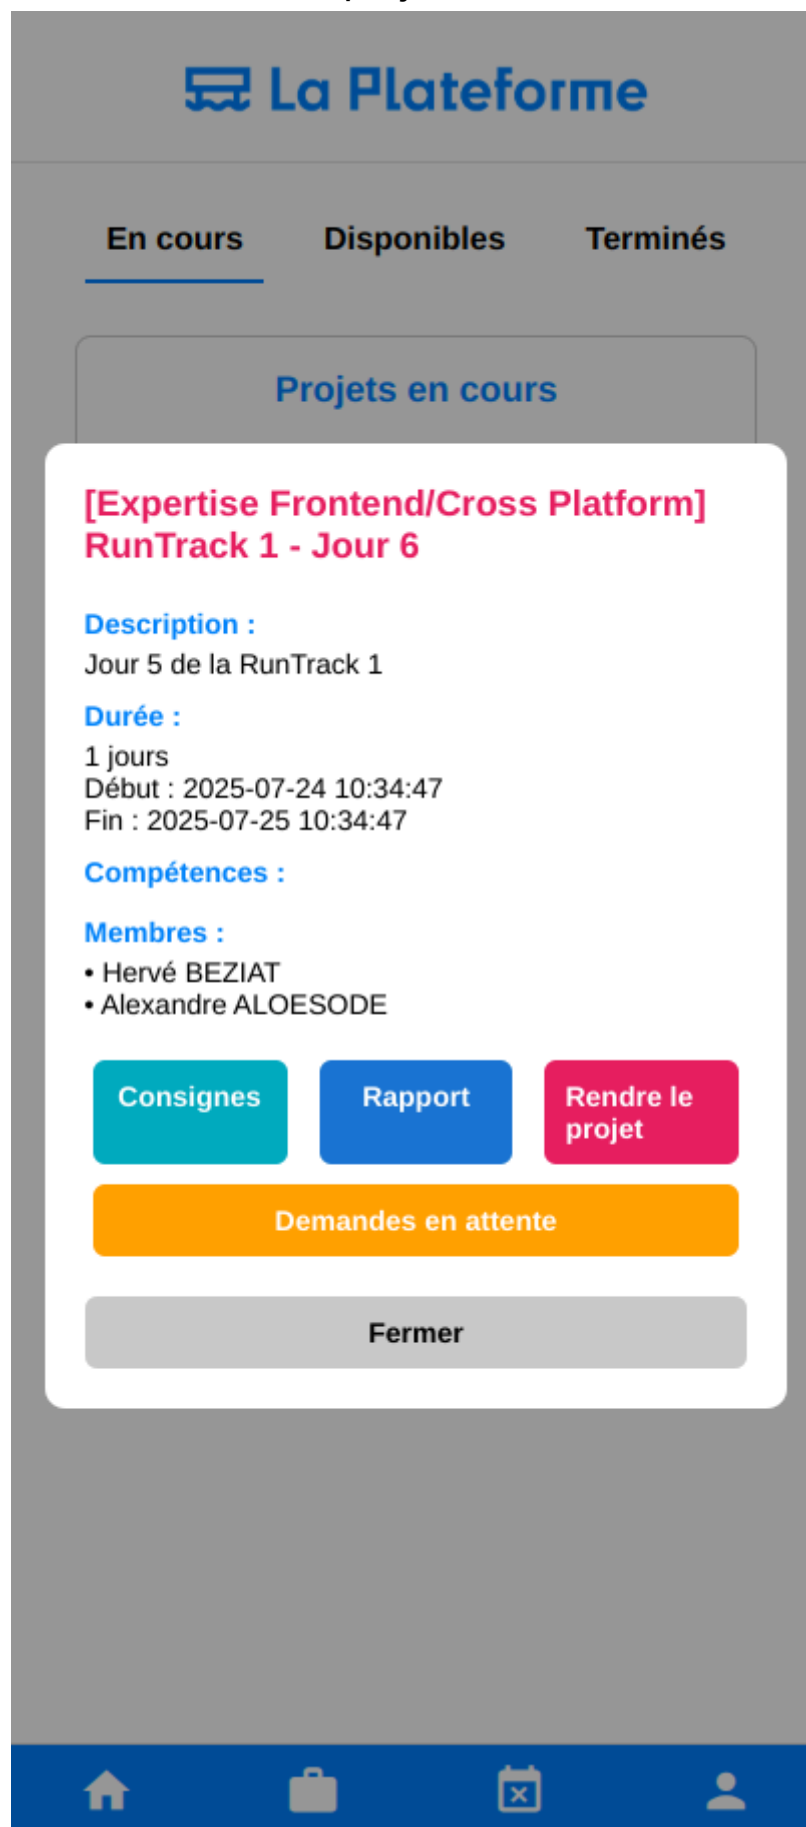 La Plateforme
En cours
Disponibles
Terminés
Projets en cours
[Expertise Frontend/Cross Platform]
RunTrack 1 - Jour 6
Description :
Jour 5 de la RunTrack 1
Durée :
1 jours
Début : 2025-07-24 10:34:47
Fin : 2025-07-25 10:34:47
Compétences :
Membres :
• Hervé BEZIAT
• Alexandre ALOESODE
Consignes
Rapport
Rendre le
projet
Demandes en attente
Fermer